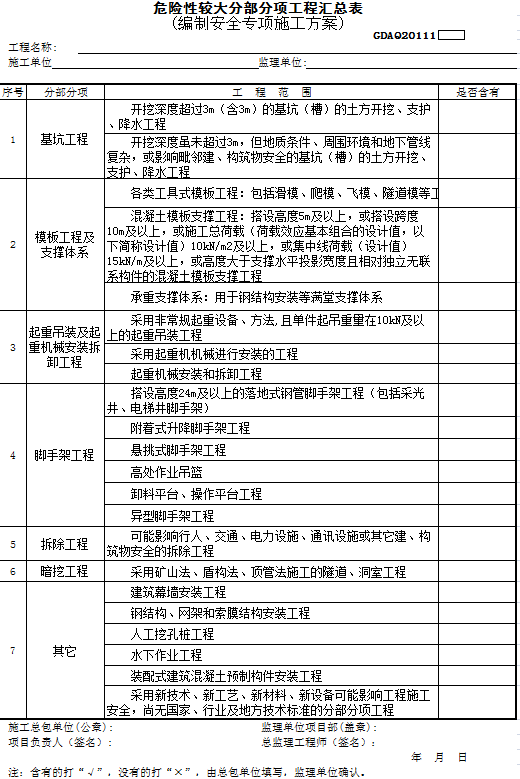 危险性较大分部分项工程汇总表
(编制安全专项施工方案)
GDAQ20111
工程名称：
施工单位
监理单位：
序号
分部分项
工 程 范 围
是否含有
1
基坑工程
开挖深度超过3m（含3m）的基坑（槽）的土方开挖、支护
、降水工程
开挖深度虽未超过3m，但地质条件、周围环境和地下管线
复杂，或影响毗邻建、构筑物安全的基坑（槽）的土方开挖、
支护、降水工程
2
模板工程及
支撑体系
各类工具式模板工程：包括滑模、爬模、飞模、隧道模等工
混凝土模板支撑工程：搭设高度5m及以上，或搭设跨度
10m及以上，或施工总荷载（荷载效应基本组合的设计值，以
下简称设计值）10kN/m2及以上，或集中线荷载（设计值）
15kN/m及以上，或高度大于支撑水平投影宽度且相对独立无联
系构件的混凝土模板支撑工程
承重支撑体系：用于钢结构安装等满堂支撑体系
3
起重吊装及起
重机械安装拆
卸工程
采用非常规起重设备、方法,且单件起吊重量在10kN及以
上的起重吊装工程
采用起重机机械进行安装的工程
起重机械安装和拆卸工程
4
脚手架工程
搭设高度24m及以上的落地式钢管脚手架工程（包括采光
井、电梯井脚手架）
附着式升降脚手架工程
悬挑式脚手架工程
高处作业吊篮
卸料平台、操作平台工程
异型脚手架工程
5
拆除工程
可能影响行人、交通、电力设施、通讯设施或其它建、构
筑物安全的拆除工程
6
暗挖工程
采用矿山法、盾构法、顶管法施工的隧道、洞室工程
7
其它
建筑幕墙安装工程
钢结构、网架和索膜结构安装工程
人工挖孔桩工程
水下作业工程
装配式建筑混凝土预制构件安装工程
采用新技术、新工艺、新材料、新设备可能影响工程施工
安全，尚无国家、行业及地方技术标准的分部分项工程
施工总包单位(公章)：
监理单位项目部(盖章)：
项目负责人（签名）：
总监理工程师（签名）：
年 月 日
注：含有的打“√”，没有的打“×”，由总包单位填写，监理单位确认。